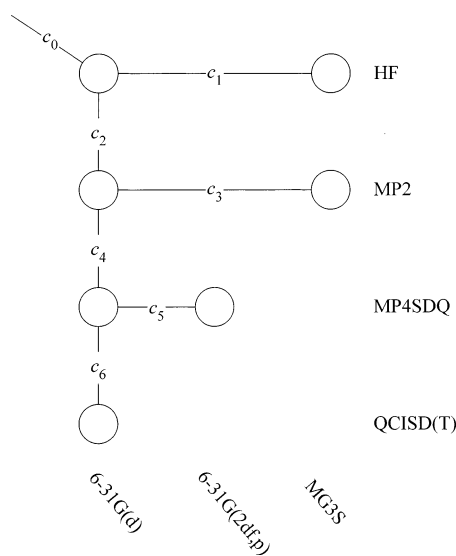 c0
c1 HF
c2
c3 MP2
c4
c5 MP4SDQ
c6
QCISD(T)
6-31G(d)
6-31G(2df,p)
MG3S